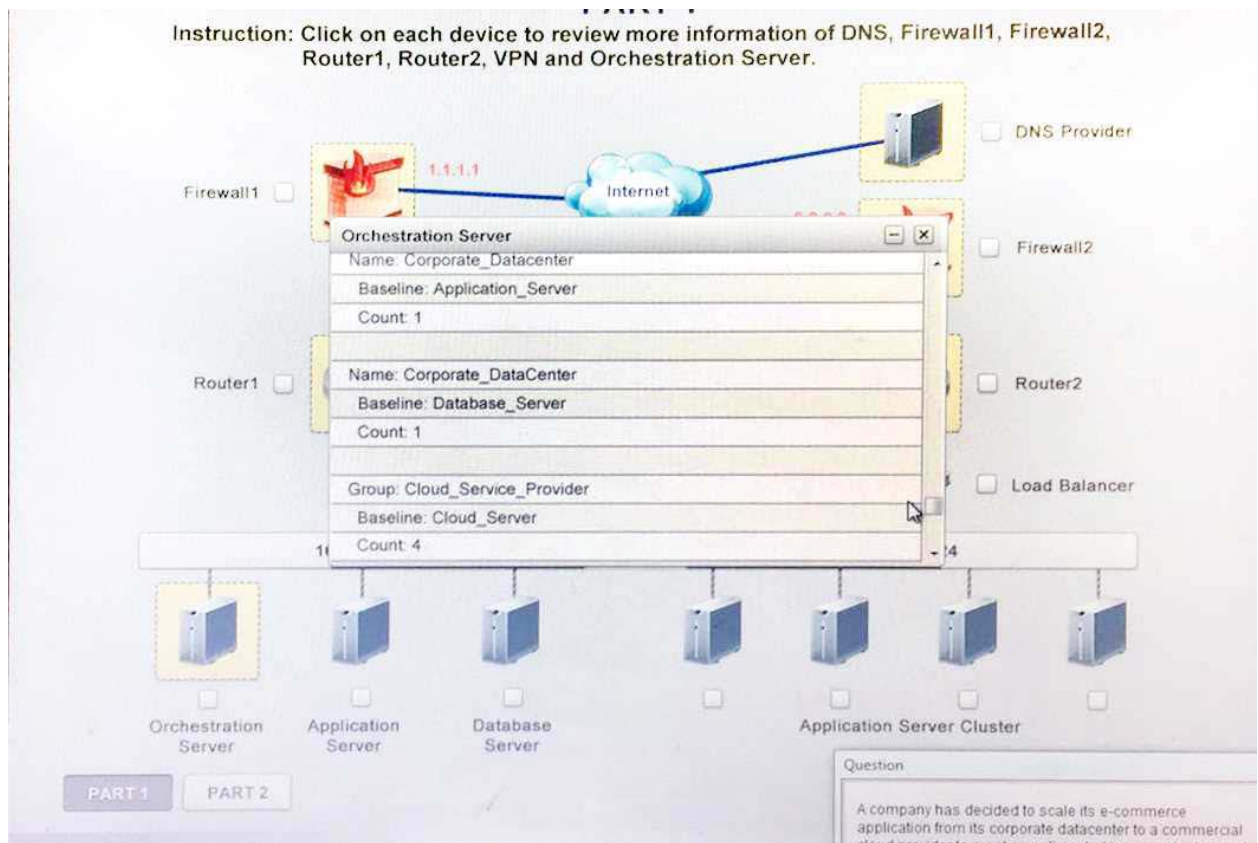 Instruction: Click on each device to review more information of DNS, Firewall1, Firewall2,
Router1, Router2, VPN and Orchestration Server.
DNS Provider
1.1.1.1
Internet
Firewall1
Orchestration Server
Firewall2
Name: Corporate_Datacenter
Baseline: Application_Server
Count: 1
Router1
Name: Corporate_DataCenter
Router2
Baseline: Database_Server
Count: 1
Group: Cloud_Service_Provider
Load Balancer
Baseline: Cloud_Server
Count: 4
Orchestration
Server
Application
Server
Database
Server
Application Server Cluster
Question
PART 1
PART 2
A company has decided to scale its e-commerce
application from its corporate datacenter to a commercial